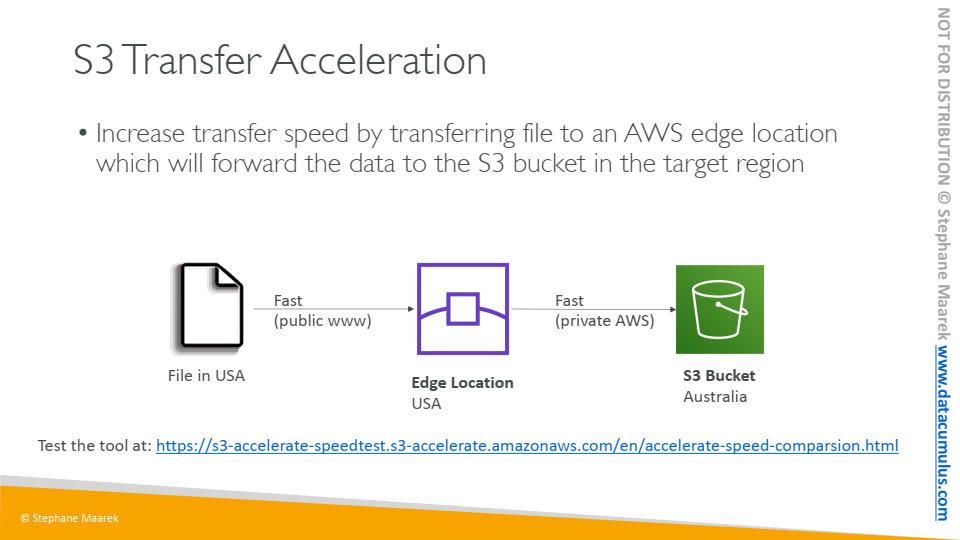 S3 Transfer Acceleration
• Increase transfer speed by transferring file to an AWS edge location
which will forward the data to the S3 bucket in the target region
Fast
(public www)
Fast
(private AWS)
File in USA
Edge Location
USA
S3 Bucket
Australia
Test the tool at: https://s3-accelerate-speedtest.s3-accelerate.amazonaws.com/en/accelerate-speed-comparsion.html
© Stephane Maarek
NOT FOR DISTRIBUTION © Stephane Maarek www.datacumulus.com